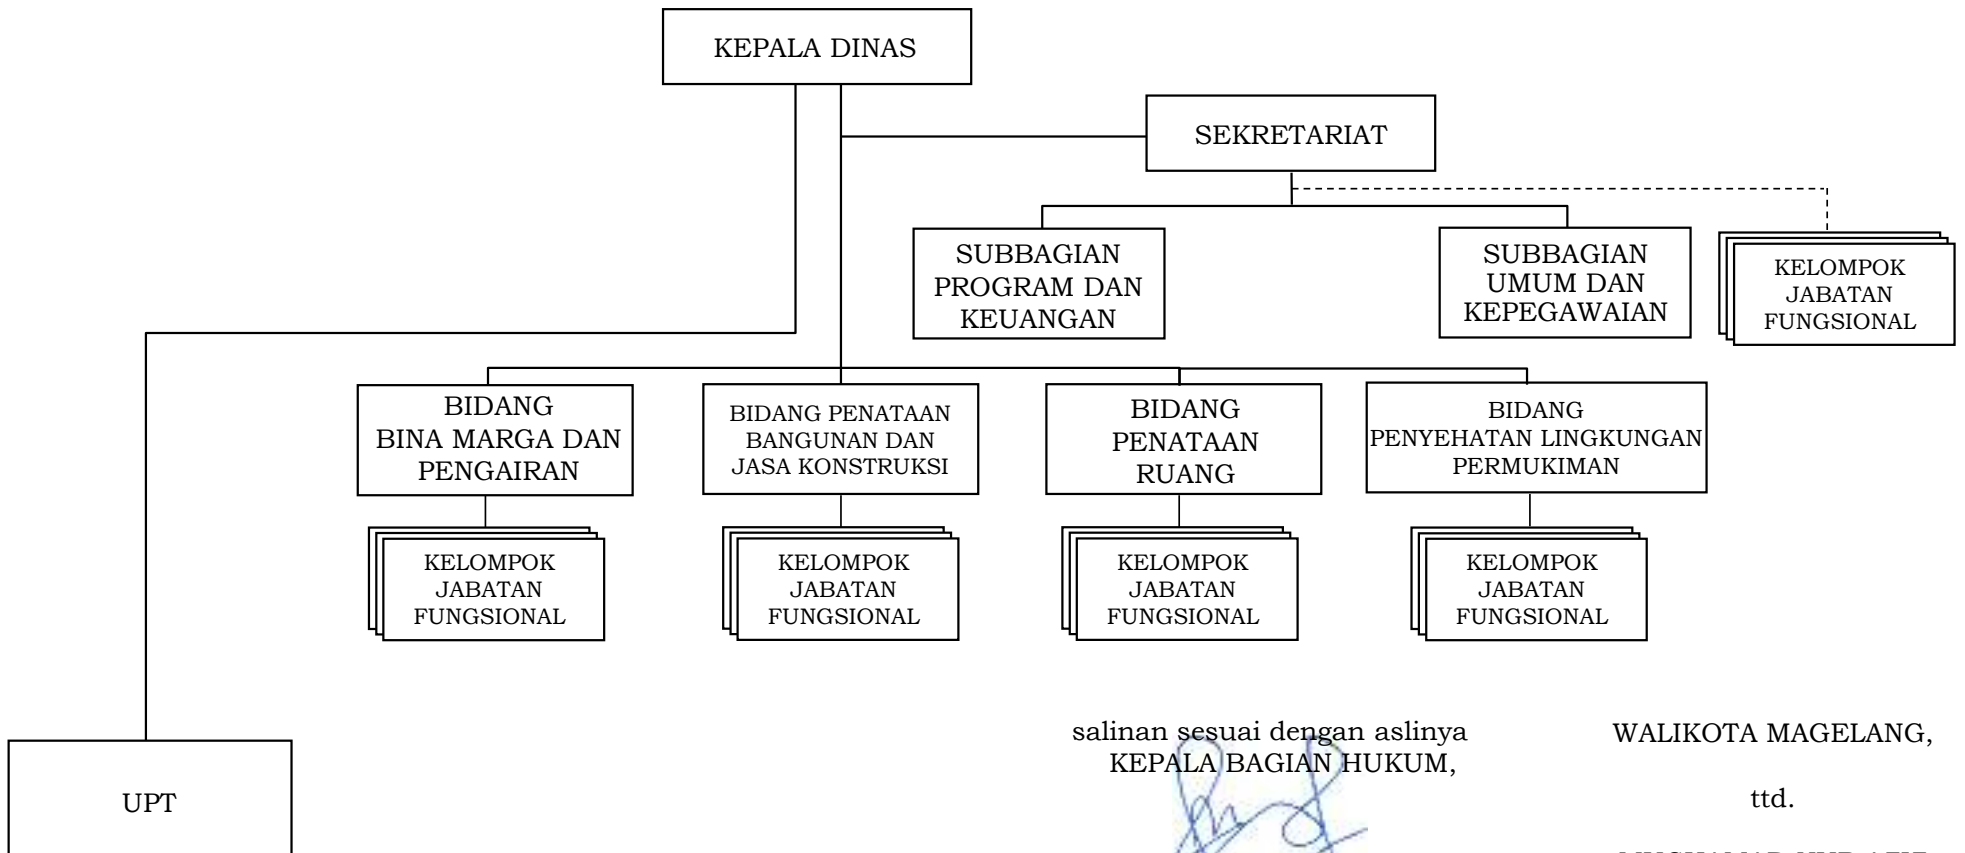 KEPALA DINAS
SEKRETARIAT
SUBBAGIAN
PROGRAM DAN
KEUANGAN
SUBBAGIAN
UMUM DAN
KEPEGAWAIAN
KELOMPOK
JABATAN
FUNGSIONAL
BIDANG
BINA MARGA DAN
PENGAIRAN
BIDANG PENATAAN
BANGUNAN DAN
JASA KONSTRUKSI
BIDANG
PENATAAN
RUANG
BIDANG
PENYEHATAN LINGKUNGAN
PERMUKIMAN
KELOMPOK
JABATAN
FUNGSIONAL
KELOMPOK
JABATAN
FUNGSIONAL
KELOMPOK
JABATAN
FUNGSIONAL
KELOMPOK
JABATAN
FUNGSIONAL
UPT
salinan sesuai dengan aslinya
KEPALA BAGIAN HUKUM,
WALIKOTA MAGELANG,
ttd.